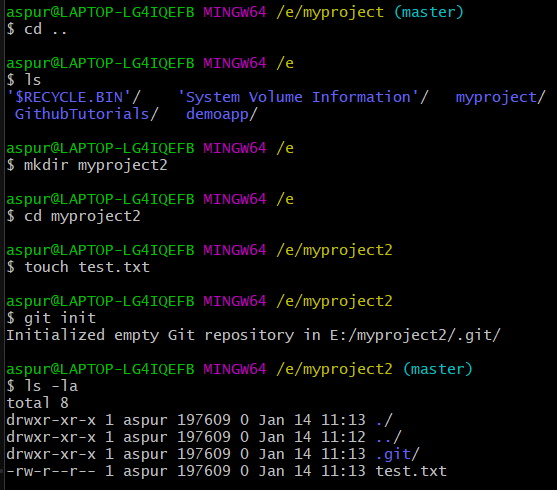 aspur@LAPTOP-LG4IQEFB MINGW64 /e/myproject (master)
$ cd ..
aspur@LAPTOP-LG4IQEFB MINGW64 /e
$ ls
'$RECYCLE.BIN'/    'System Volume Information'/   myproject/
 GithubTutorials/   demoapp/
aspur@LAPTOP-LG4IQEFB MINGW64 /e
$ mkdir myproject2
aspur@LAPTOP-LG4IQEFB MINGW64 /e
$ cd myproject2
aspur@LAPTOP-LG4IQEFB MINGW64 /e/myproject2
$ touch test.txt
aspur@LAPTOP-LG4IQEFB MINGW64 /e/myproject2
$ git init
Initialized empty Git repository in E:/myproject2/.git/
aspur@LAPTOP-LG4IQEFB MINGW64 /e/myproject2 (master)
$ ls -la
total 8
drwxr-xr-x 1 aspur 197609 0 Jan 14 11:13 ./
drwxr-xr-x 1 aspur 197609 0 Jan 14 11:12 ../
drwxr-xr-x 1 aspur 197609 0 Jan 14 11:13 .git/
-rw-r--r-- 1 aspur 197609 0 Jan 14 11:13 test.txt